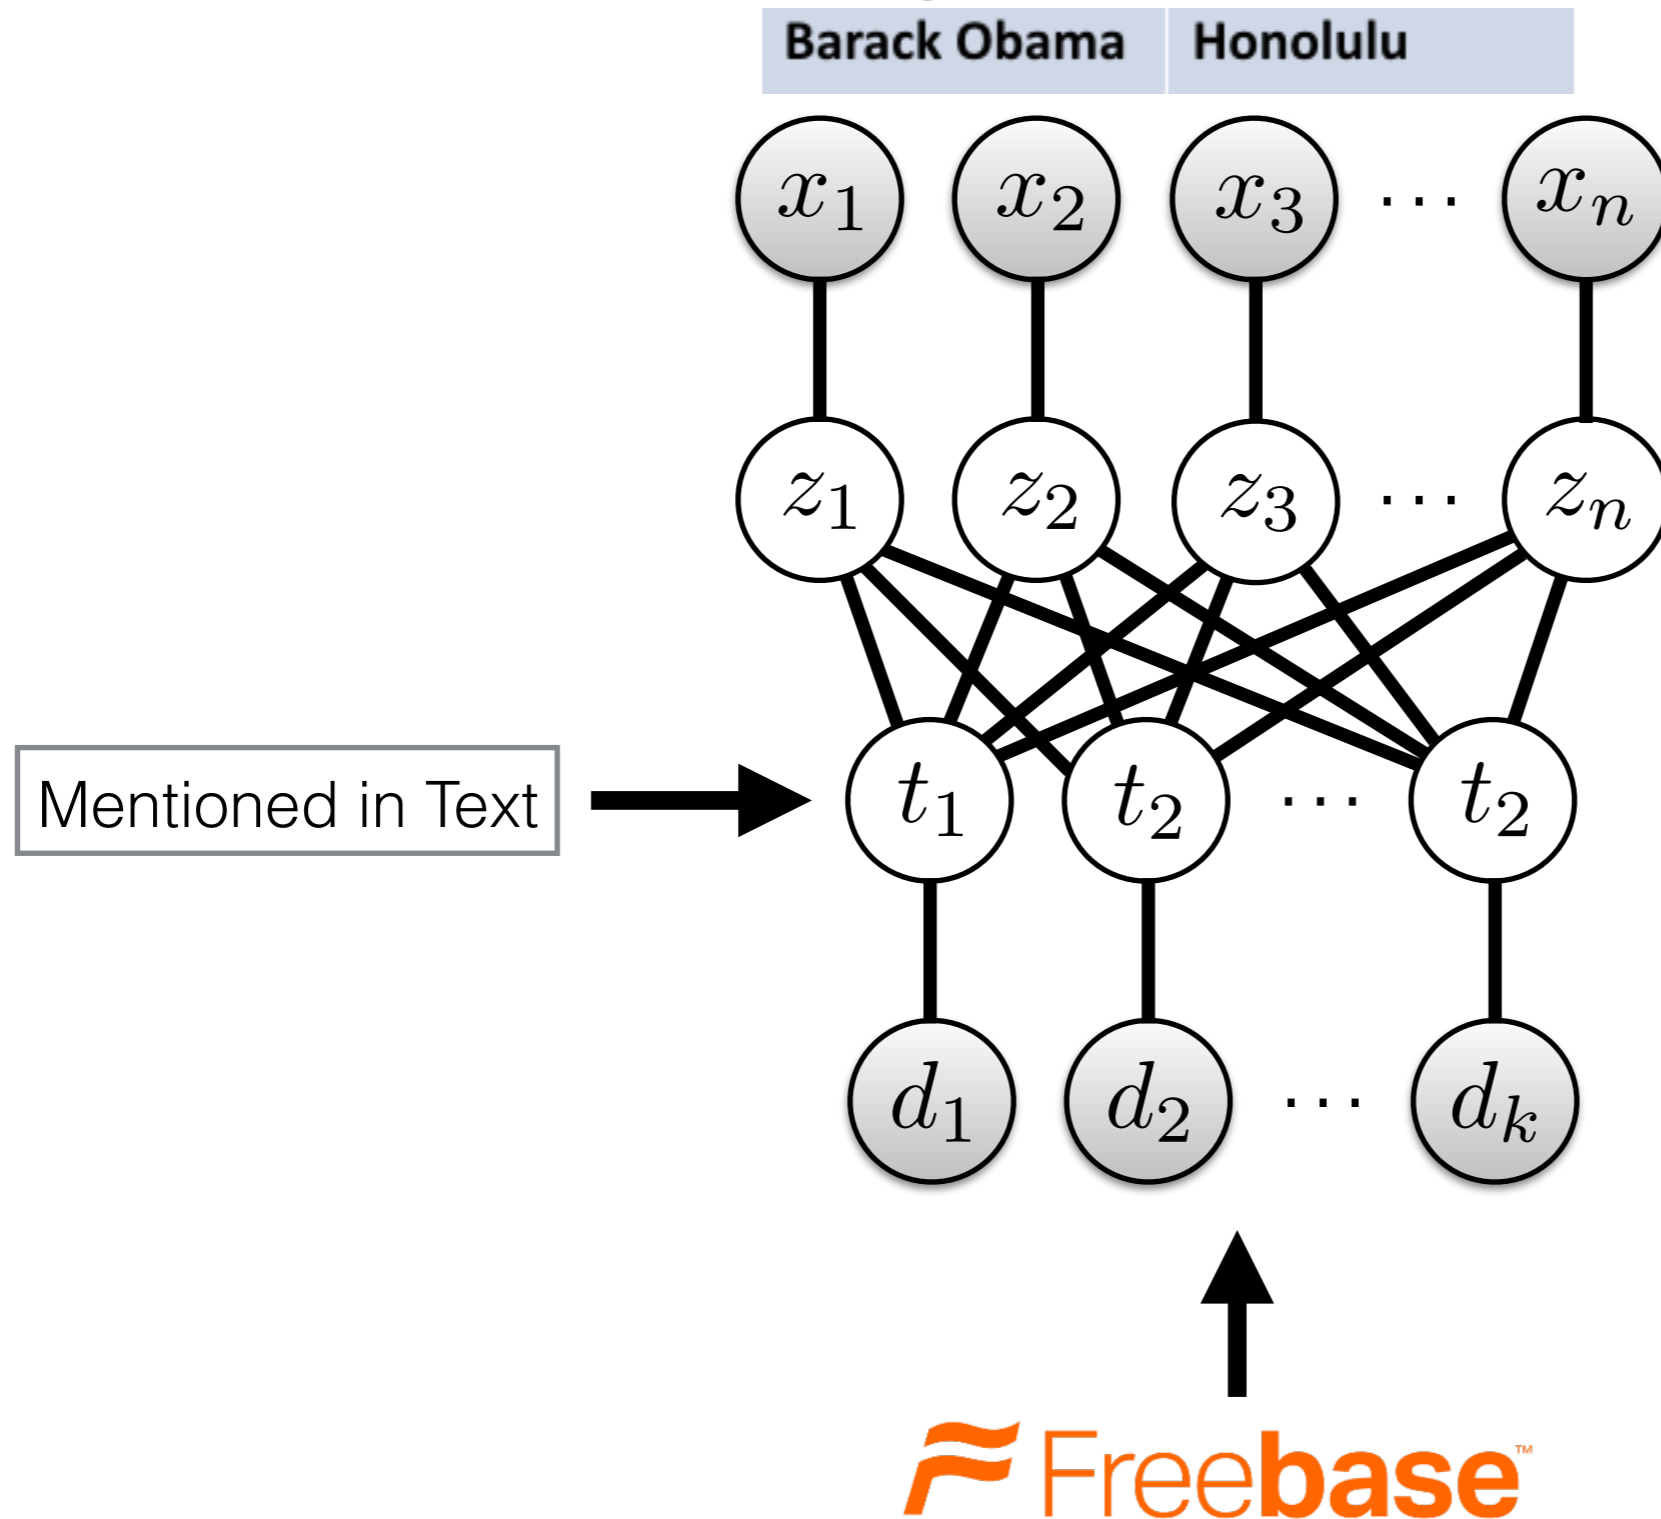 Barack Obama Honolulu
x1 x2 x3 ... xn
z1 z2 z3 ... zn
Mentioned in Text t1 t2 ... t2
d1 d2 ... dk
Freebase™